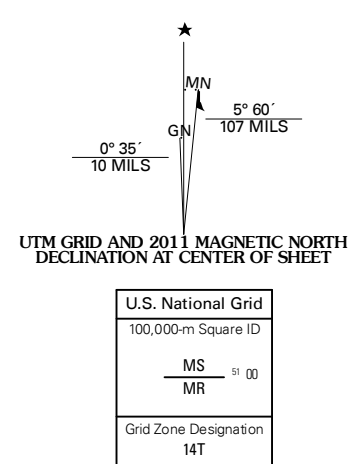 MN
5° 60´
107 MILS
GN
0° 35´
10 MILS
UTM GRID AND 2011 MAGNETIC NORTH
DECLINATION AT CENTER OF SHEET
U.S. National Grid
100,000-m Square ID
MS
51 00
MR
Grid Zone Designation
14T